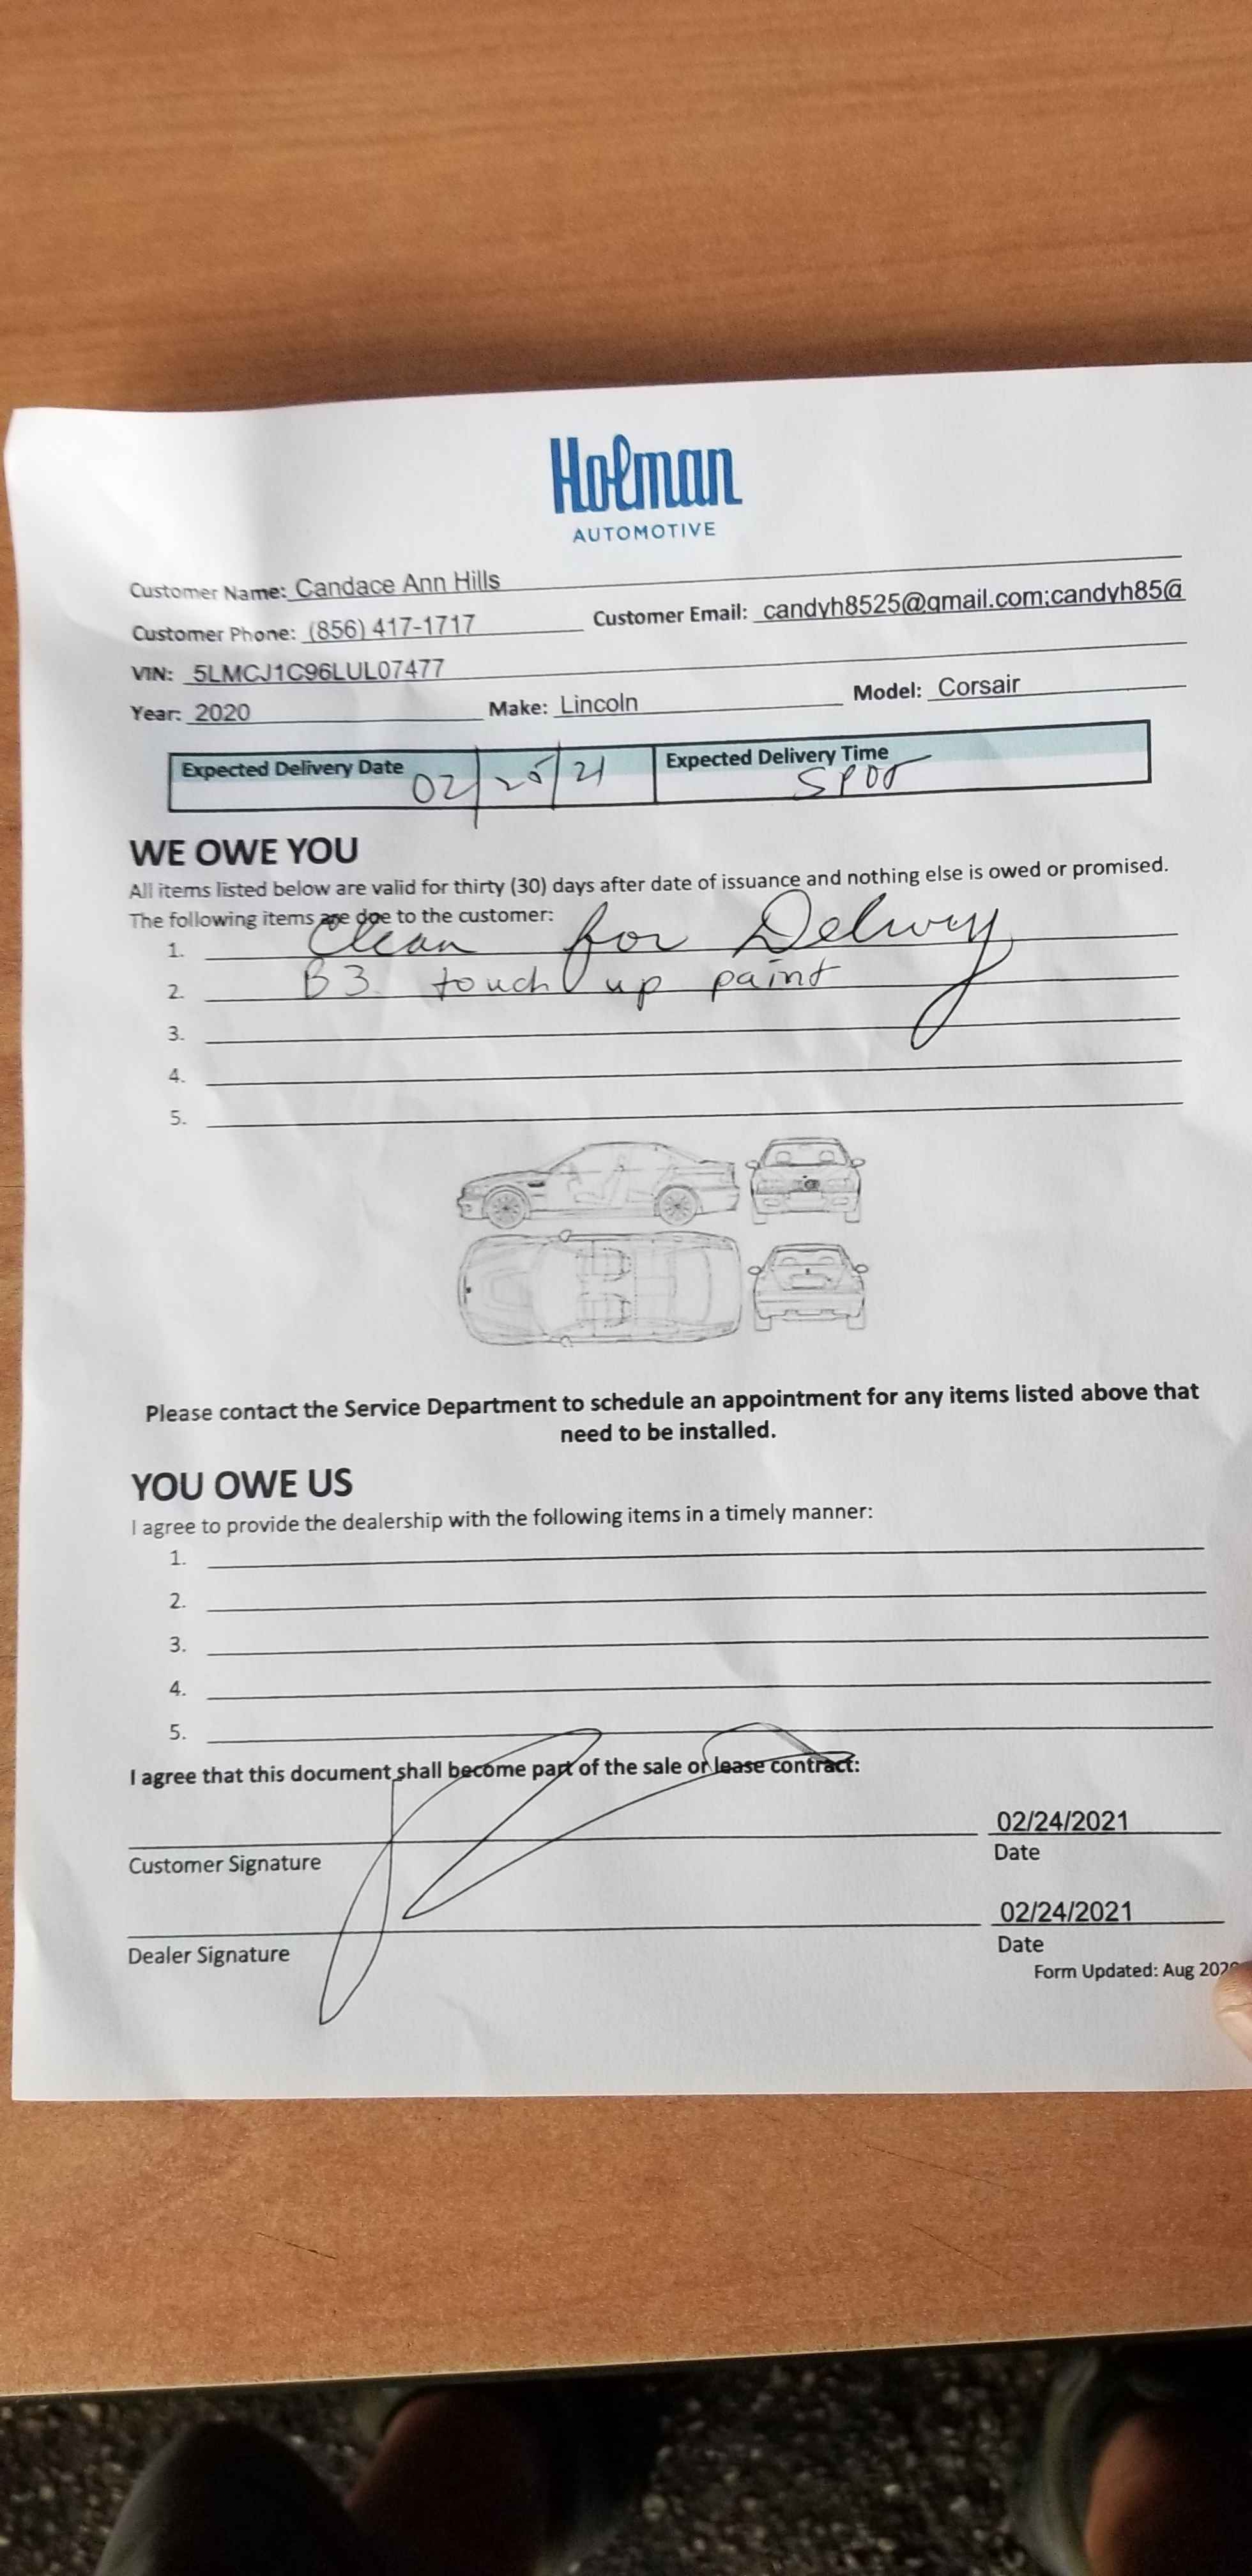 Holman
AUTOMOTIVE
Customer Name: Candace Ann Hills
Customer Phone: (856) 417-1717 Customer Email: candyh8525@gmail.com;candyh85@
VIN: 5LMCJ1C96LUL07477
Year: 2020 Make: Lincoln Model: Corsair
Expected Delivery Date 02/25/21 Expected Delivery Time SPOT
WE OWE YOU
All items listed below are valid for thirty (30) days after date of issuance and nothing else is owed or promised.
The following items are due to the customer:
1. Clean for Delivery
2. B3 touch up paint
3.
4.
5.
Please contact the Service Department to schedule an appointment for any items listed above that
need to be installed.
YOU OWE US
I agree to provide the dealership with the following items in a timely manner:
1.
2.
3.
4.
5.
I agree that this document shall become part of the sale or lease contract:
02/24/2021
Customer Signature Date
02/24/2021
Dealer Signature Date
Form Updated: Aug 2020